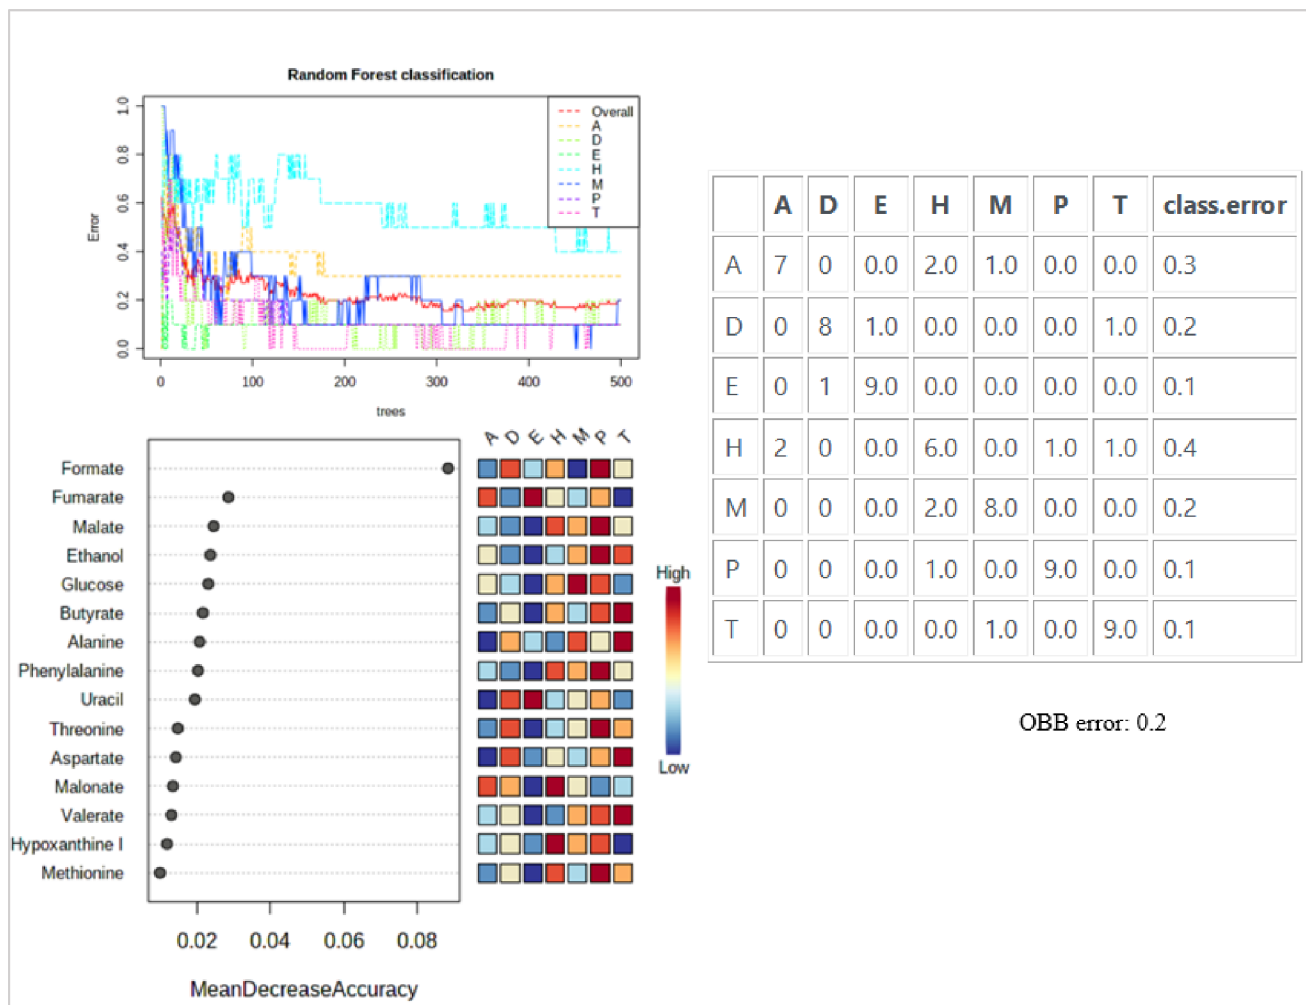 Random Forest classification
Error
0.0 0.2 0.4 0.6 0.8 1.0
Overall
A
D
E
H
M
P
T
0 100 200 300 400 500
trees
A D E H M P T
Formate
Fumarate
Malate
Ethanol
Glucose
Butyrate
Alanine
Phenylalanine
Uracil
Threonine
Aspartate
Malonate
Valerate
Hypoxanthine I
Methionine
High
Low
0.02 0.04 0.06 0.08
MeanDecreaseAccuracy
A D E H M P T class.error
A 7 0 0.0 2.0 1.0 0.0 0.0 0.3
D 0 8 1.0 0.0 0.0 0.0 1.0 0.2
E 0 1 9.0 0.0 0.0 0.0 0.0 0.1
H 2 0 0.0 6.0 0.0 1.0 1.0 0.4
M 0 0 0.0 2.0 8.0 0.0 0.0 0.2
P 0 0 0.0 1.0 0.0 9.0 0.0 0.1
T 0 0 0.0 0.0 1.0 0.0 9.0 0.1
OBB error: 0.2